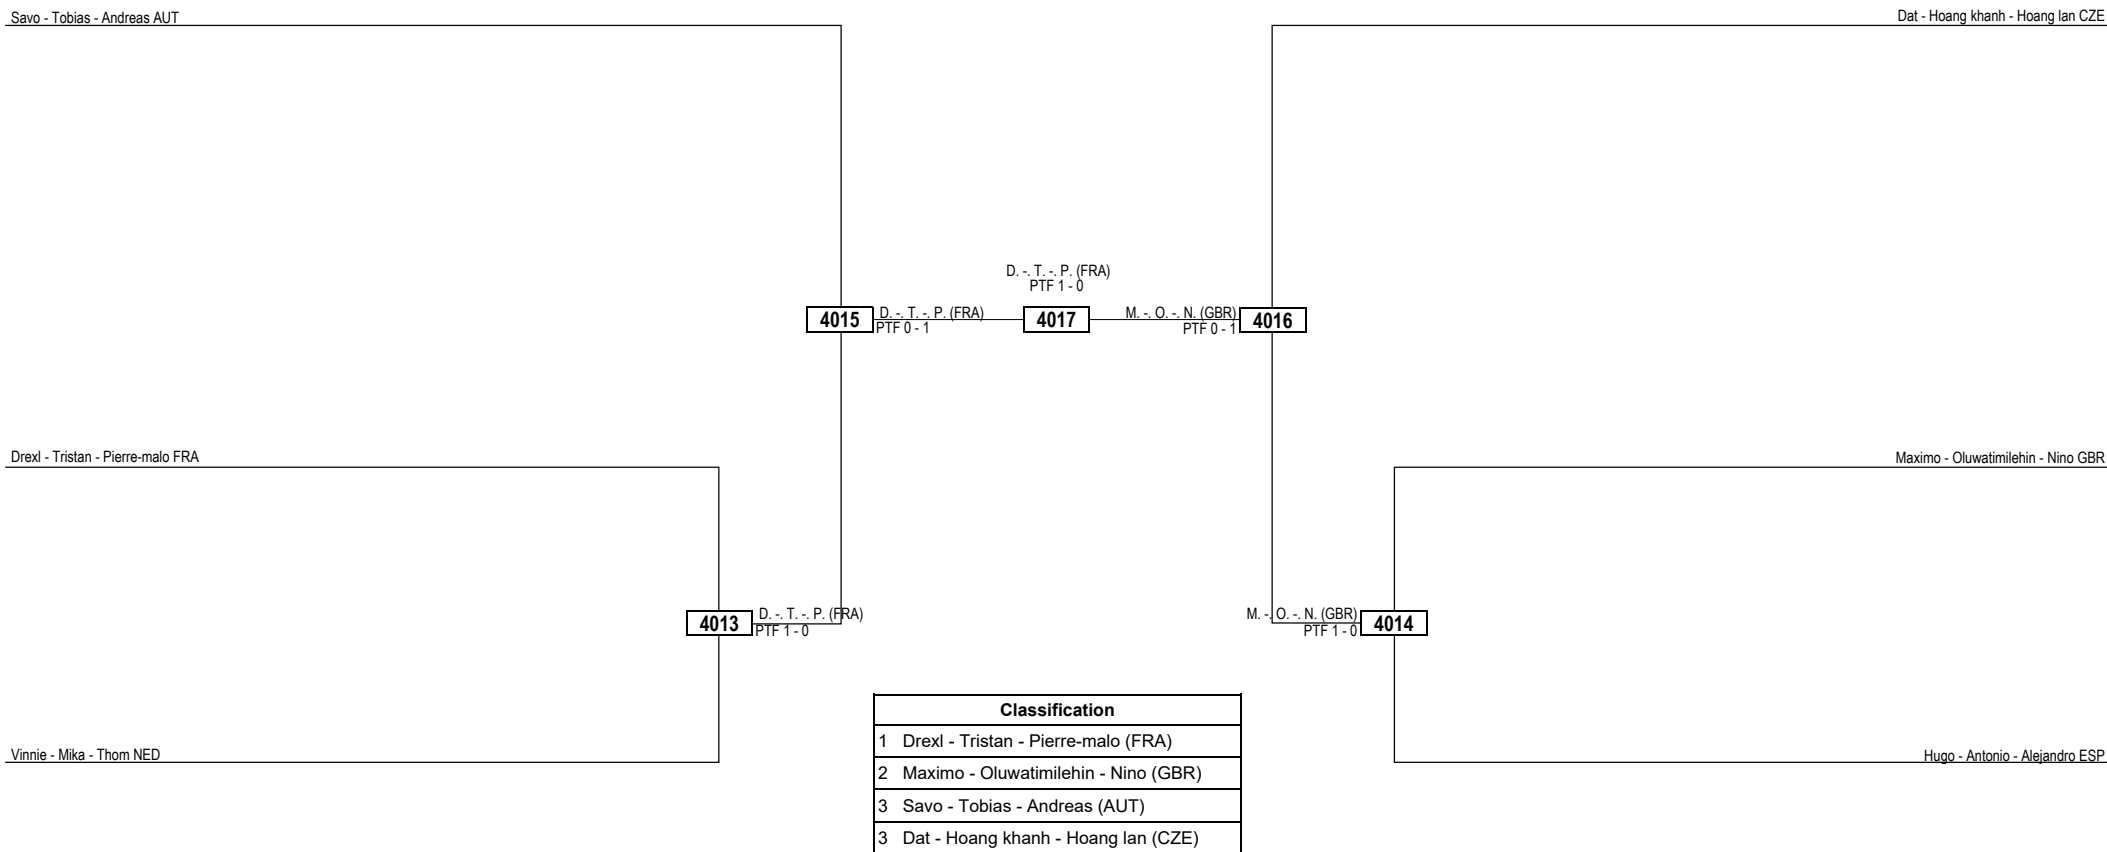 Savo - Tobias - Andreas AUT
Dat - Hoang khanh - Hoang lan CZE
D. -. T. -. P. (FRA)
PTF 1 - 0
4015
D. -. T. -. P. (FRA)
PTF 0 - 1
4017
M. -. O. -. N. (GBR)
PTF 0 - 1
4016
Drexl - Tristan - Pierre-malo FRA
Maximo - Oluwatimilehin - Nino GBR
4013
D. -. T. -. P. (FRA)
PTF 1 - 0
M. -. O. -. N. (GBR)
PTF 1 - 0
4014
Vinnie - Mika - Thom NED
Hugo - Antonio - Alejandro ESP
Classification
1 Drexl - Tristan - Pierre-malo (FRA)
2 Maximo - Oluwatimilehin - Nino (GBR)
3 Savo - Tobias - Andreas (AUT)
3 Dat - Hoang khanh - Hoang lan (CZE)